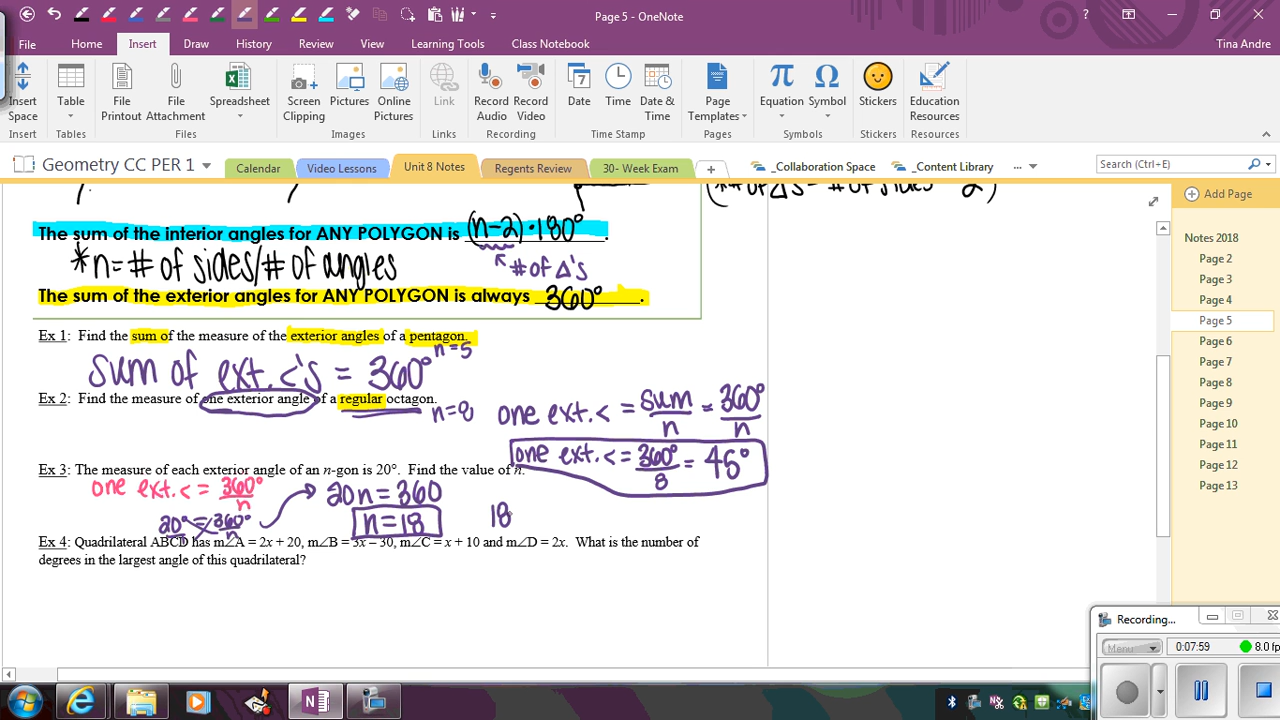 Page 5 - OneNote
File Home Insert Draw History Review View Learning Tools Class Notebook
Tina Andre
Insert Space
Table
File Printout
File Attachment
Spreadsheet
Screen Clipping
Pictures
Online Pictures
Link
Record Audio
Record Video
Date
Time
Date & Time
Page Templates
Equation
Symbol
Stickers
Education Resources
Insert Tables Files Images Links Recording Time Stamp Pages Symbols Stickers Resources
Geometry CC PER 1
Calendar Video Lessons Unit 8 Notes Regents Review 30- Week Exam
_Collaboration Space _Content Library ...
Search (Ctrl+E)
Add Page
Notes 2018
Page 2
Page 3
Page 4
Page 5
Page 6
Page 7
Page 8
Page 9
Page 10
Page 11
Page 12
Page 13
(*# of Δ's = # of sides - 2)
The sum of the interior angles for ANY POLYGON is (n-2)·180°.
*n = # of sides/# of angles
# of Δ's
The sum of the exterior angles for ANY POLYGON is always 360°.
Ex 1: Find the sum of the measure of the exterior angles of a pentagon.
n=5
sum of ext. <'s = 360°
Ex 2: Find the measure of one exterior angle of a regular octagon.
n=8
one ext. < = sum/n = 360°/n
one ext. < = 360°/8 = 45°
Ex 3: The measure of each exterior angle of an n-gon is 20°. Find the value of n.
one ext. < = 360°/n
20° = 360°/n
20n = 360
n = 18
18
Ex 4: Quadrilateral ABCD has m∠A = 2x + 20, m∠B = 3x – 30, m∠C = x + 10 and m∠D = 2x. What is the number of
degrees in the largest angle of this quadrilateral?
Recording...
Menu
0:07:59
8.0 fp